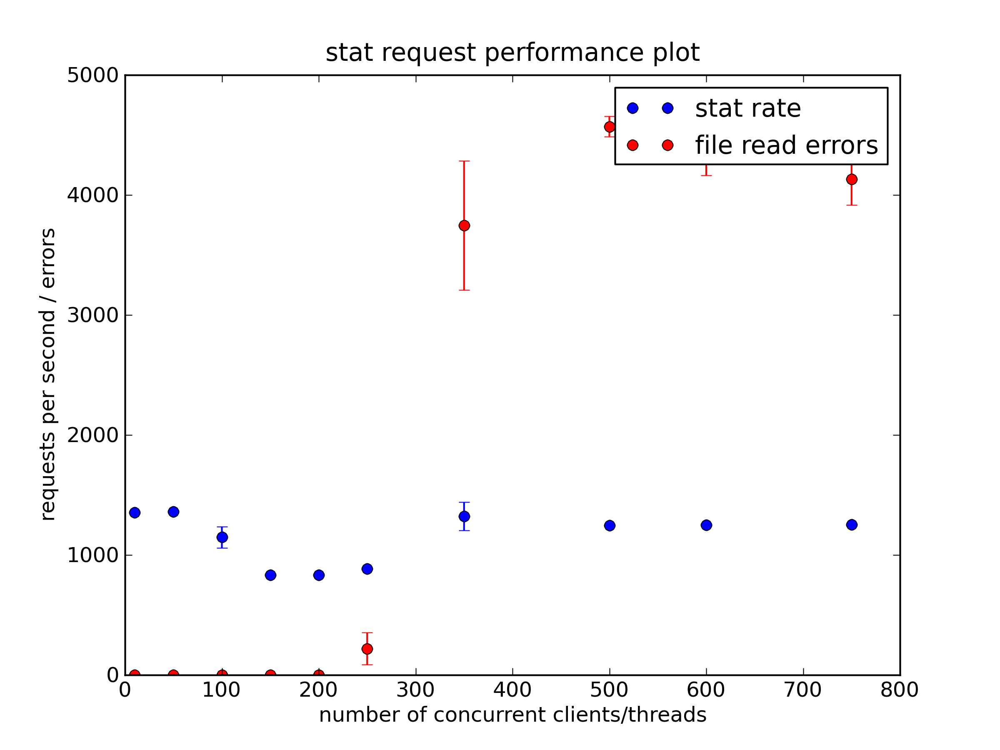 stat request performance plot
5000
4000
3000
2000
1000
0
requests per second / errors
stat rate
file read errors
0 100 200 300 400 500 600 700 800
number of concurrent clients/threads